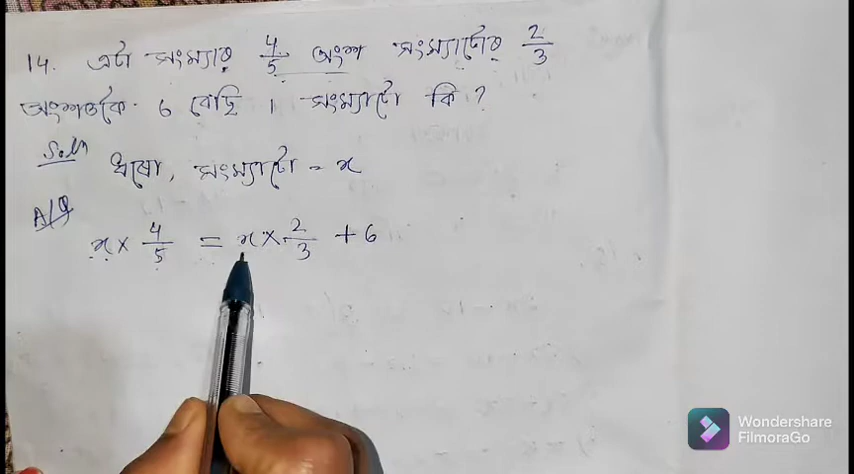 14. এটা সংখ্যাৰ 4/5 অংশ সংখ্যাটোৰ 2/3
অংশতকৈ 6 বেছি । সংখ্যাটো কি ?
Solⁿ ধৰো, সংখ্যাটো = x
A/Q
x × 4/5 = x × 2/3 + 6
Wondershare
FilmoraGo